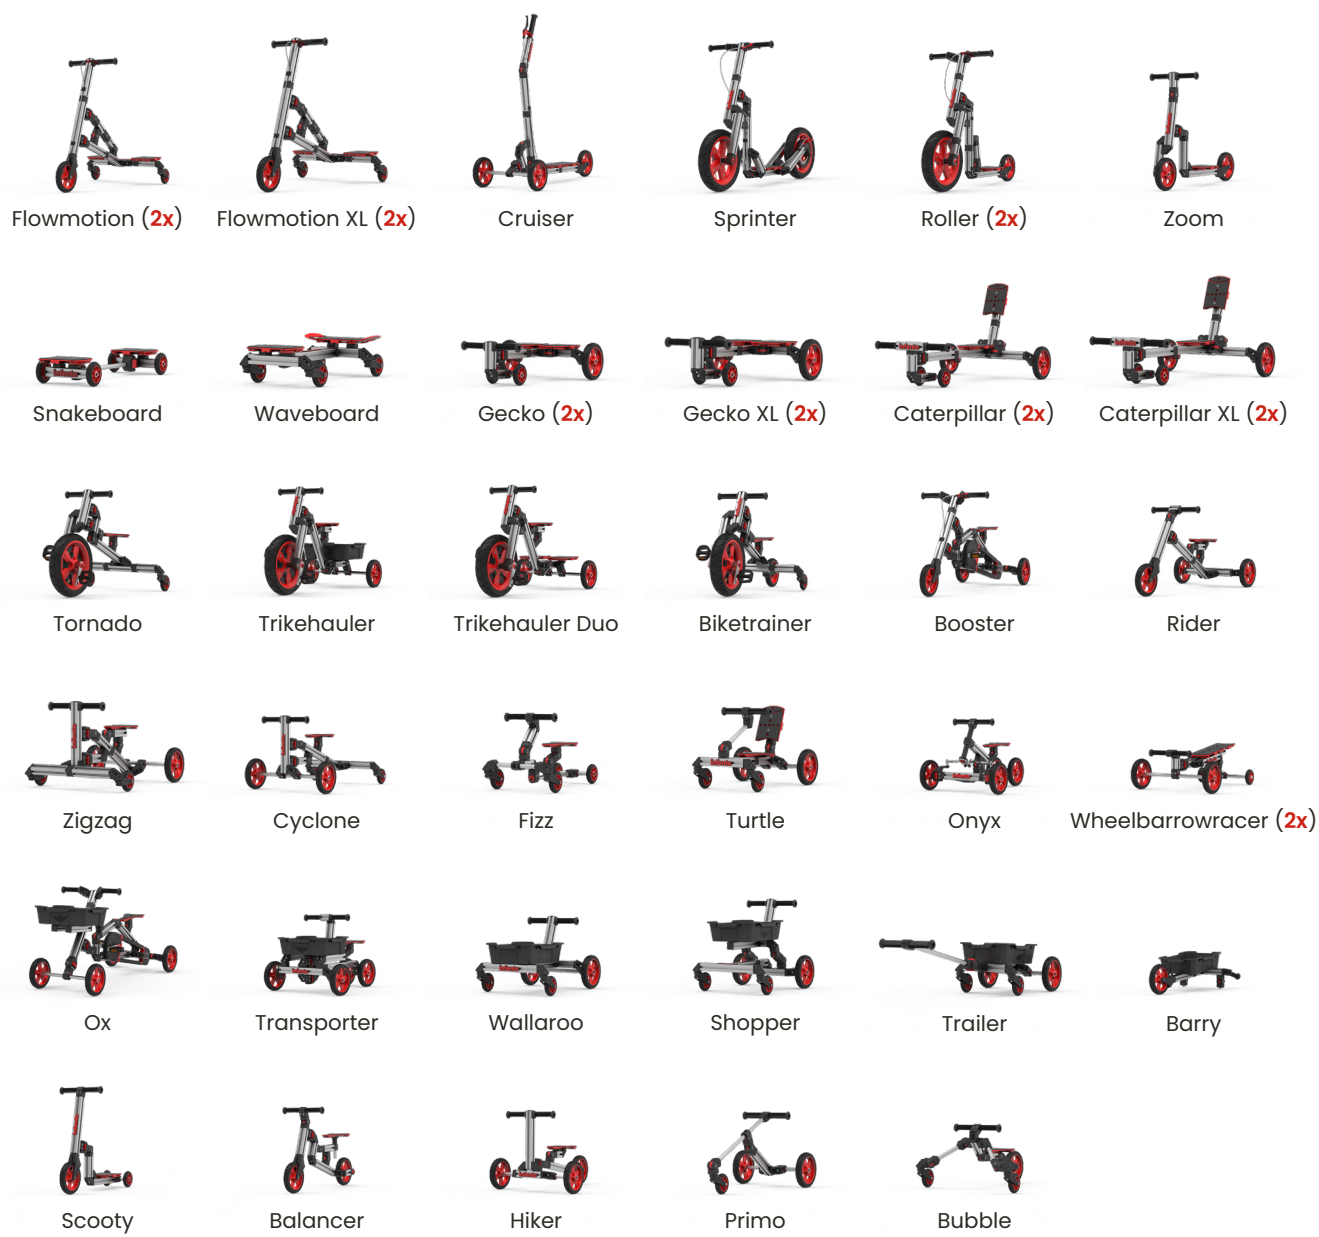 Flowmotion (2x)
Flowmotion XL (2x)
Cruiser
Sprinter
Roller (2x)
Zoom
Snakeboard
Waveboard
Gecko (2x)
Gecko XL (2x)
Caterpillar (2x)
Caterpillar XL (2x)
Tornado
Trikehauler
Trikehauler Duo
Biketrainer
Booster
Rider
Zigzag
Cyclone
Fizz
Turtle
Onyx
Wheelbarrowracer (2x)
Ox
Transporter
Wallaroo
Shopper
Trailer
Barry
Scooty
Balancer
Hiker
Primo
Bubble